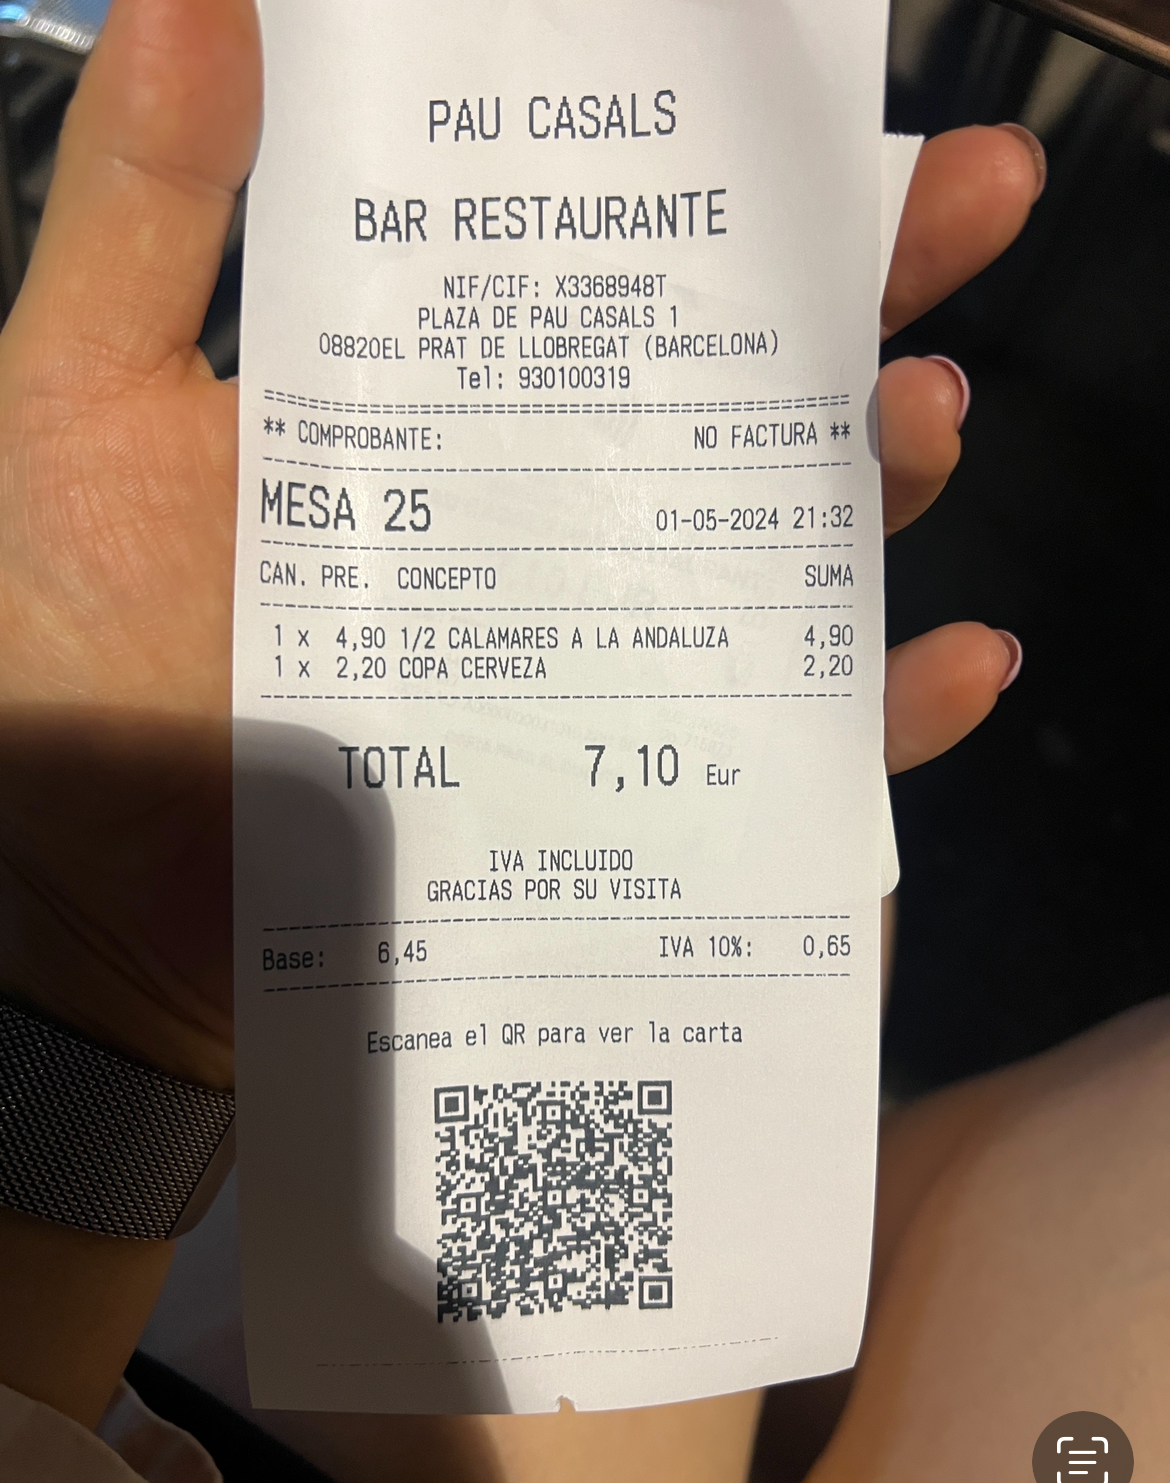 PAU CASALS
BAR RESTAURANTE
NIF/CIF: X3368948T
PLAZA DE PAU CASALS 1
08820EL PRAT DE LLOBREGAT (BARCELONA)
Tel: 930100319
** COMPROBANTE: NO FACTURA **
MESA 25 01-05-2024 21:32
CAN. PRE. CONCEPTO SUMA
1 x 4,90 1/2 CALAMARES A LA ANDALUZA 4,90
1 x 2,20 COPA CERVEZA 2,20
TOTAL 7,10 Eur
IVA INCLUIDO
GRACIAS POR SU VISITA
Base: 6,45 IVA 10%: 0,65
Escanea el QR para ver la carta